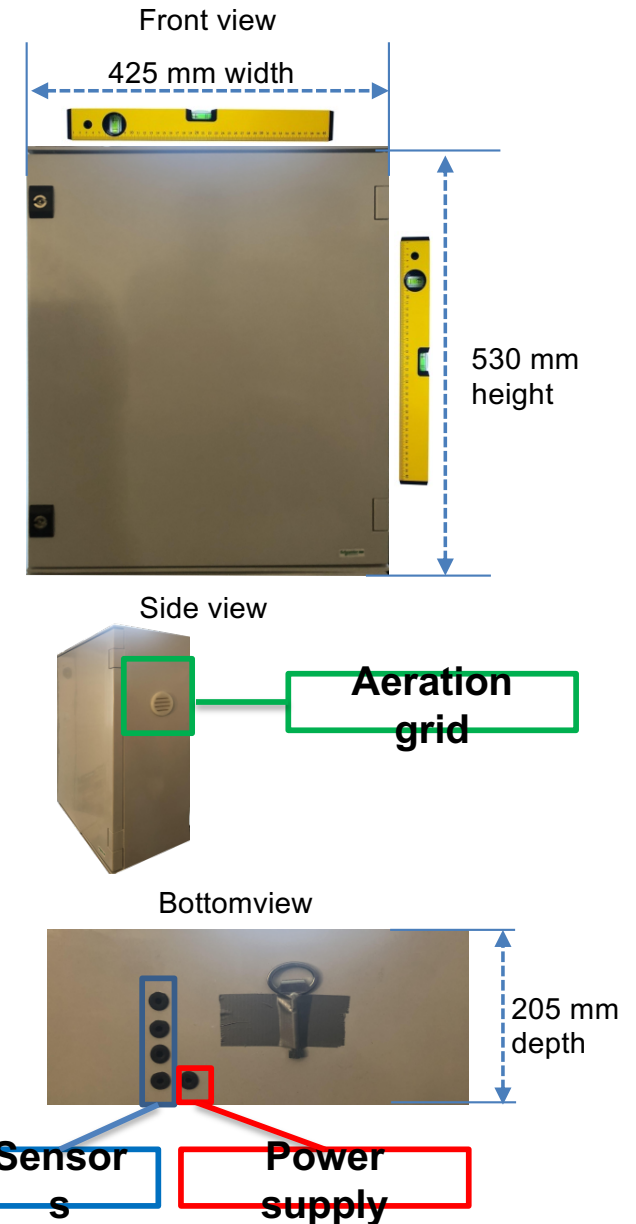 Front view
425 mm width
530 mm
height
Side view
Aeration
grid
Bottomview
205 mm
depth
Sensor
s
Power
supply